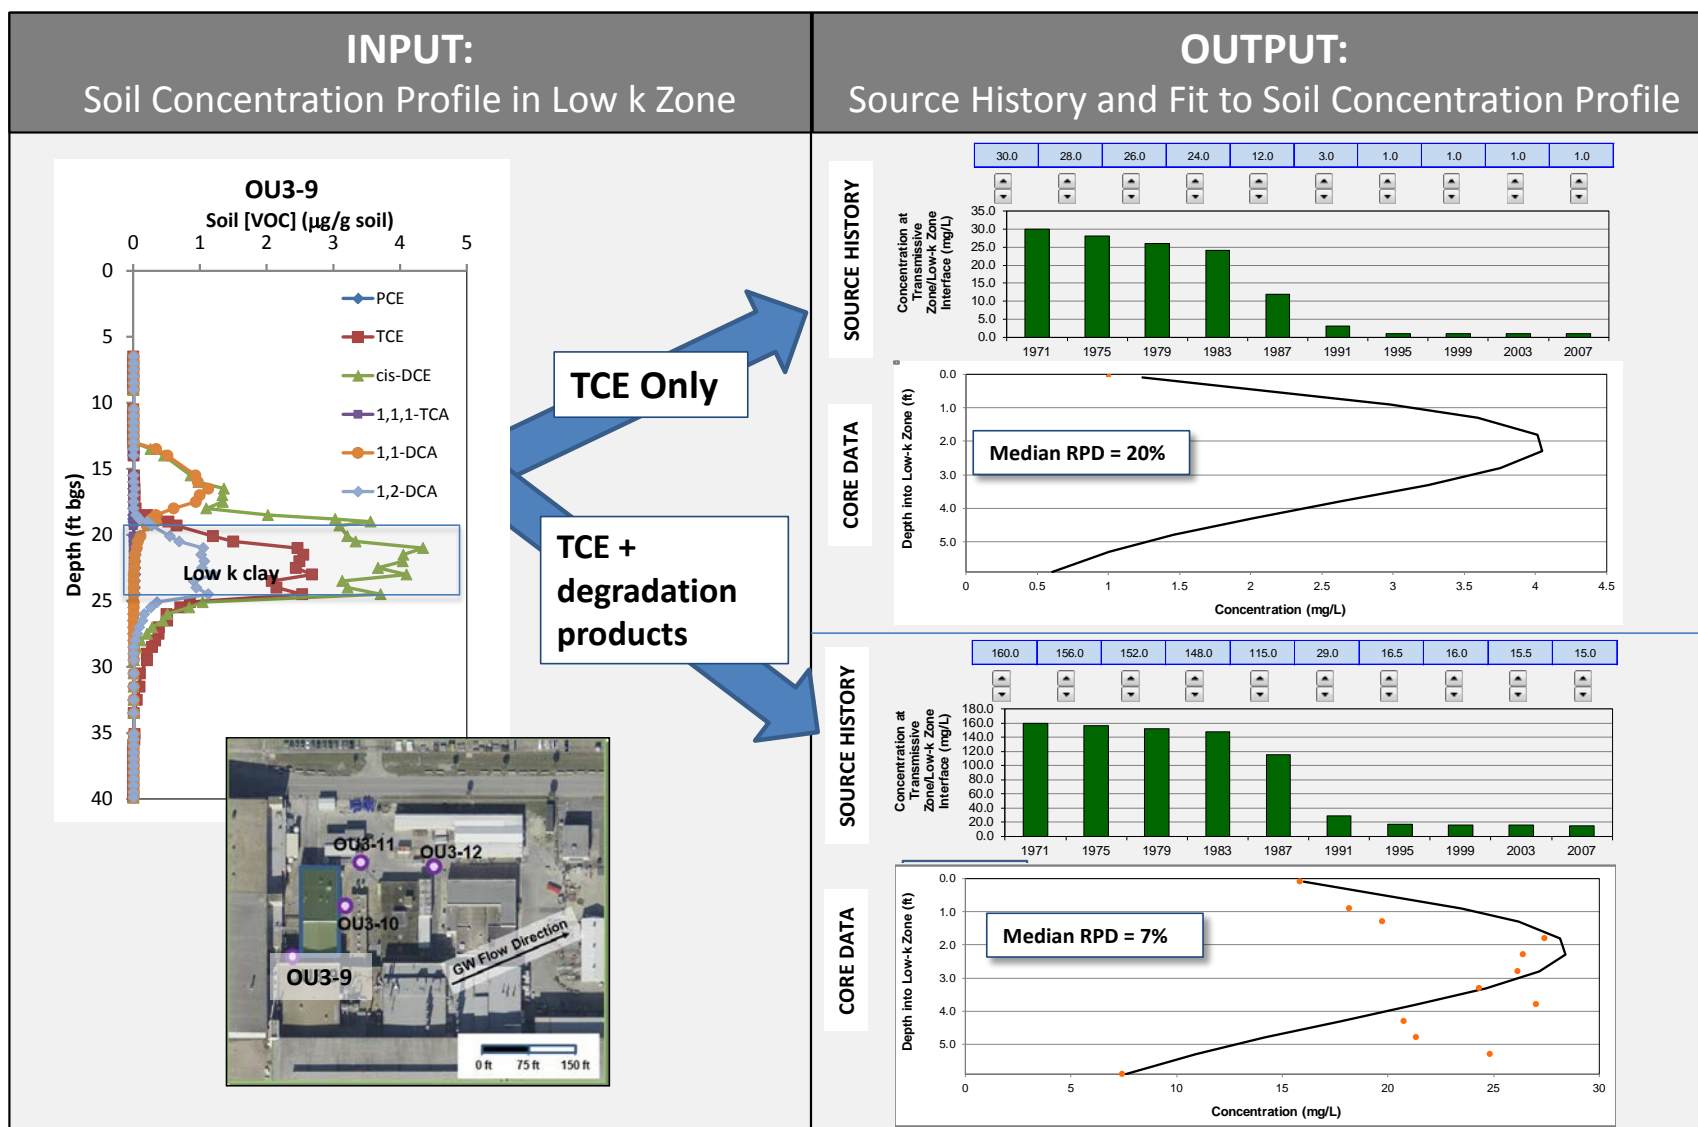 INPUT:
Soil Concentration Profile in Low k Zone
OUTPUT:
Source History and Fit to Soil Concentration Profile
OU3-9
Soil [VOC] (µg/g soil)
0 1 2 3 4 5
0
5
10
15
20
25
30
35
40
Depth (ft bgs)
PCE
TCE
cis-DCE
1,1,1-TCA
1,1-DCA
1,2-DCA
Low k clay
TCE Only
TCE +
degradation
products
OU3-11
OU3-12
OU3-10
OU3-9
GW Flow Direction
0 ft 75 ft 150 ft
SOURCE HISTORY
30.0 28.0 26.0 24.0 12.0 3.0 1.0 1.0 1.0 1.0
Concentration at
Transmissive
Zone/Low-k Zone
Interface (mg/L)
35.0
30.0
25.0
20.0
15.0
10.0
5.0
0.0
1971 1975 1979 1983 1987 1991 1995 1999 2003 2007
CORE DATA
Depth into Low-k Zone (ft)
0.0
1.0
2.0
3.0
4.0
5.0
Median RPD = 20%
0 0.5 1 1.5 2 2.5 3 3.5 4 4.5
Concentration (mg/L)
SOURCE HISTORY
160.0 156.0 152.0 148.0 115.0 29.0 16.5 16.0 15.5 15.0
Concentration at
Transmissive
Zone/Low-k Zone
Interface (mg/L)
180.0
160.0
140.0
120.0
100.0
80.0
60.0
40.0
20.0
0.0
1971 1975 1979 1983 1987 1991 1995 1999 2003 2007
CORE DATA
Depth into Low-k Zone (ft)
0.0
1.0
2.0
3.0
4.0
5.0
Median RPD = 7%
0 5 10 15 20 25 30
Concentration (mg/L)